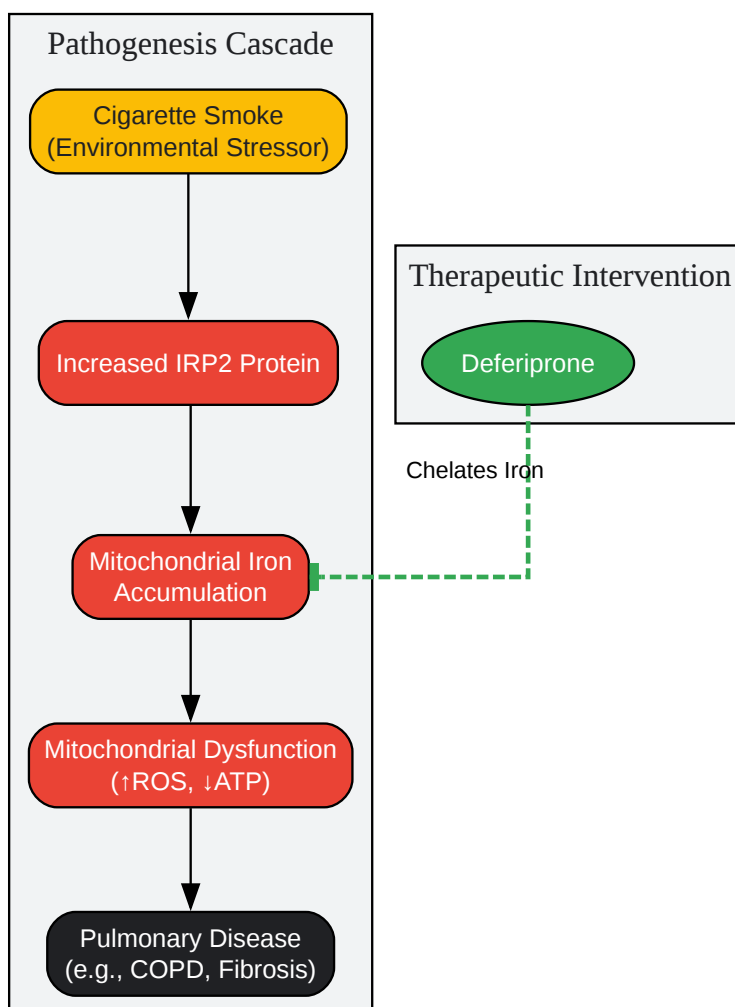 Pathogenesis Cascade
Cigarette Smoke
(Environmental Stressor)
Increased IRP2 Protein
Mitochondrial Iron
Accumulation
Mitochondrial Dysfunction
(↑ROS, ↓ATP)
Pulmonary Disease
(e.g., COPD, Fibrosis)
Therapeutic Intervention
Deferiprone
Chelates Iron